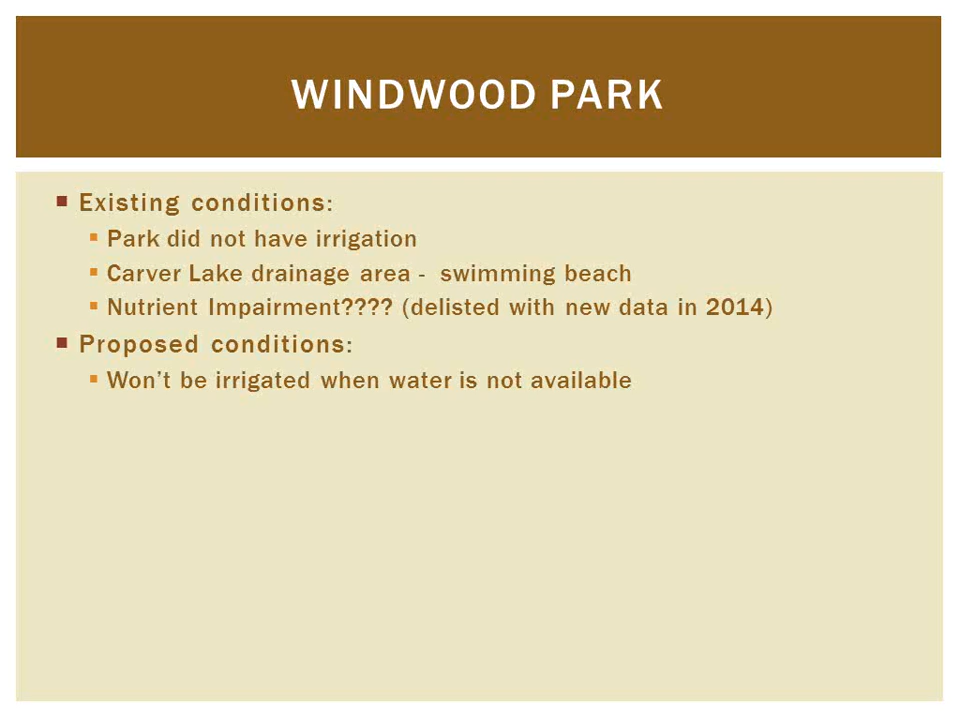 WINDWOOD PARK
Existing conditions:
Park did not have irrigation
Carver Lake drainage area - swimming beach
Nutrient Impairment???? (delisted with new data in 2014)
Proposed conditions:
Won’t be irrigated when water is not available